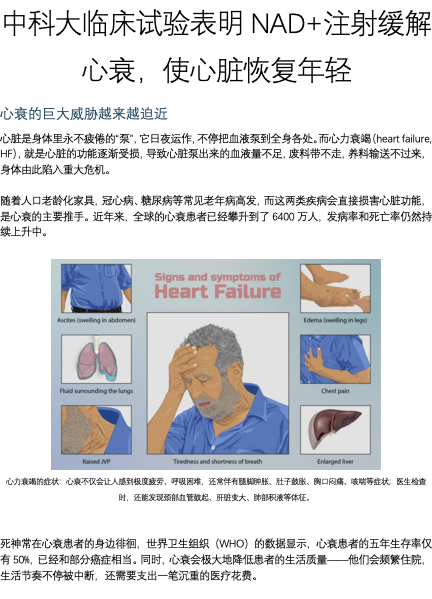 中科大临床试验表明 NAD+注射缓解
心衰，使心脏恢复年轻
心衰的巨大威胁越来越迫近
心脏是身体里永不疲倦的“泵”，它日夜运作，不停把血液泵到全身各处。而心力衰竭（heart failure,
HF），就是心脏的功能逐渐受损，导致心脏泵出来的血液量不足，废料带不走，养料输送不过来，
身体由此陷入重大危机。
随着人口老龄化家具，冠心病、糖尿病等常见老年病高发，而这两类疾病会直接损害心脏功能，
是心衰的主要推手。近年来，全球的心衰患者已经攀升到了 6400 万人，发病率和死亡率仍然持
续上升中。
Signs and symptoms of
Heart Failure
Ascites (swelling in abdomen)
Edema (swelling in legs)
Fluid surrounding the lungs
Chest pain
Raised JVP
Tiredness and shortness of breath
Enlarged liver
心力衰竭的症状：心衰不仅会让人感到极度疲劳、呼吸困难，还常伴有腿脚肿胀、肚子鼓胀、胸口闷痛、咳喘等症状；医生检查
时，还能发现颈部血管鼓起、肝脏变大、肺部积液等体征。
死神常在心衰患者的身边徘徊，世界卫生组织（WHO）的数据显示，心衰患者的五年生存率仅
有 50%，已经和部分癌症相当。同时，心衰会极大地降低患者的生活质量——他们会频繁住院，
生活节奏不停被中断，还需要支出一笔沉重的医疗花费。